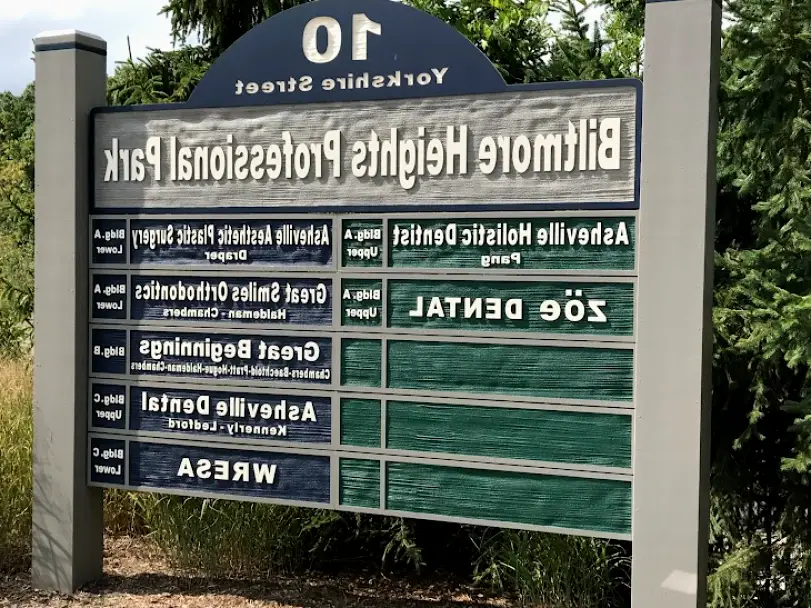 10
Yorkshire Street
Biltmore Heights Professional Park
Asheville Holistic Dentist
Pang
Bldg. A
Upper
Asheville Aesthetic Plastic Surgery
Draper
Bldg. A
Lower
zöe DENTAL
Bldg. A
Upper
Great Smiles Orthodontics
Haldeman - Chambers
Bldg. A
Lower
Great Beginnings
Chambers-Baechtold-Pratt-Hogue-Haldeman-Chambers
Bldg. B
Asheville Dental
Kennerly - Ledford
Bldg. C
Upper
WRESA
Bldg. C
Lower